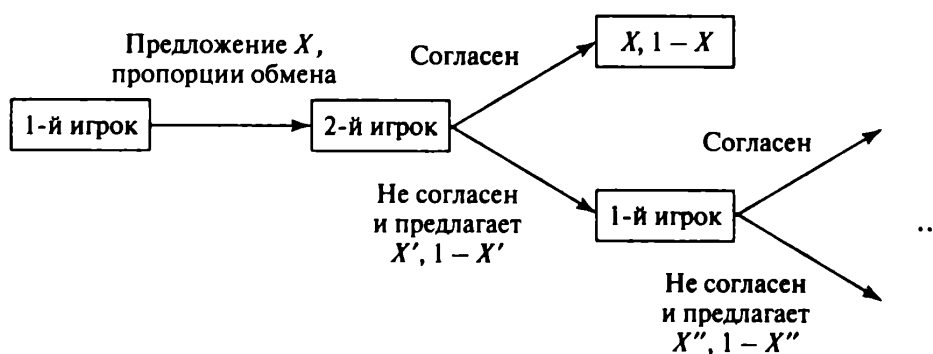 Предложение X,
пропорции обмена
1-й игрок
2-й игрок
Согласен
X, 1 – X
Не согласен
и предлагает
X′, 1 – X′
1-й игрок
Согласен
Не согласен
и предлагает
X″, 1 – X″
..